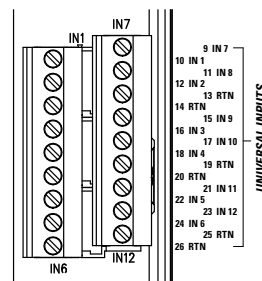 IN7
IN1
9 IN 7
10 IN 1
11 IN 8
12 IN 2
13 RTN
14 RTN
15 IN 9
16 IN 3
17 IN 10
18 IN 4
19 RTN
20 RTN
21 IN 11
22 IN 5
23 IN 12
24 IN 6
25 RTN
26 RTN
UNIVERSAL INPUTS
IN12
IN6